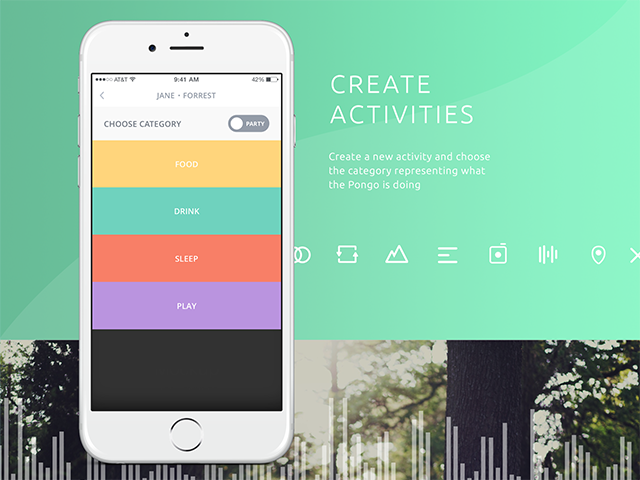 AT&T
9:41 AM
42%
JANE • FORREST
CHOOSE CATEGORY
PARTY
FOOD
DRINK
SLEEP
PLAY
CREATE
ACTIVITIES
Create a new activity and choose
the category representing what
the Pongo is doing